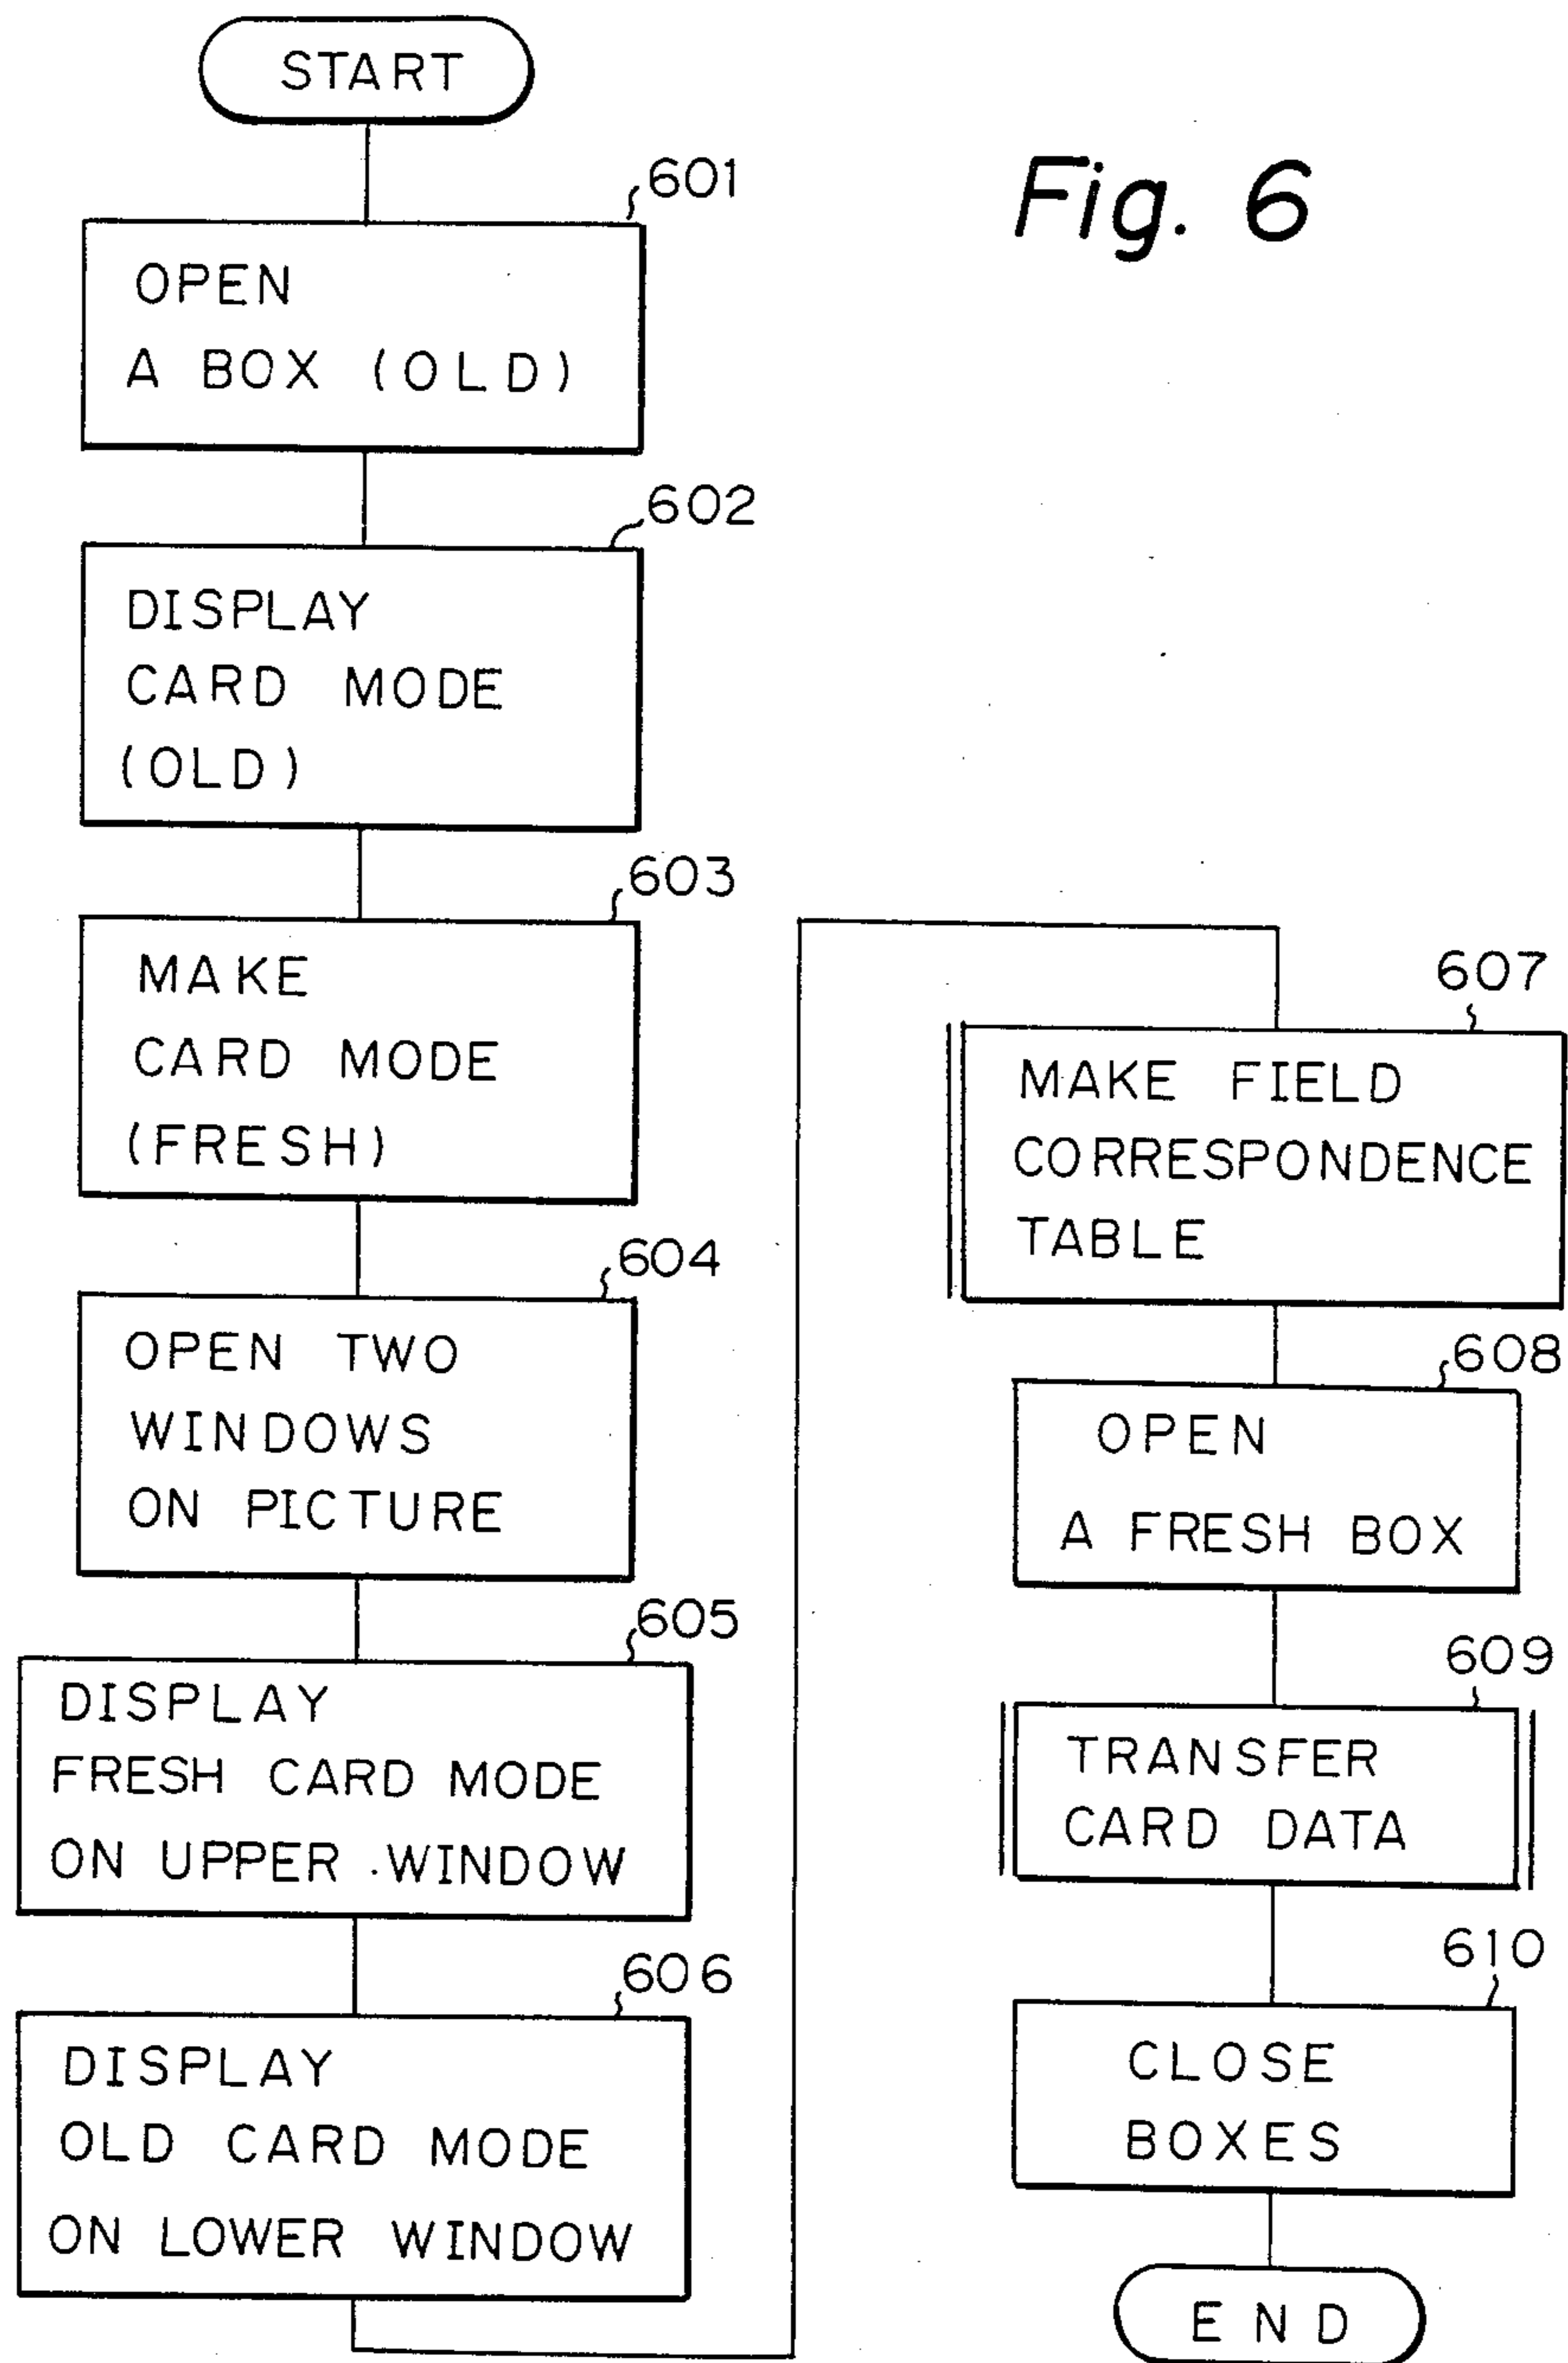 START
Fig. 6
601
OPEN
A BOX (OLD)
602
DISPLAY
CARD MODE
(OLD)
603
MAKE
CARD MODE
(FRESH)
604
OPEN TWO
WINDOWS
ON PICTURE
605
DISPLAY
FRESH CARD MODE
ON UPPER WINDOW
606
DISPLAY
OLD CARD MODE
ON LOWER WINDOW
607
MAKE FIELD
CORRESPONDENCE
TABLE
608
OPEN
A FRESH BOX
609
TRANSFER
CARD DATA
610
CLOSE
BOXES
END